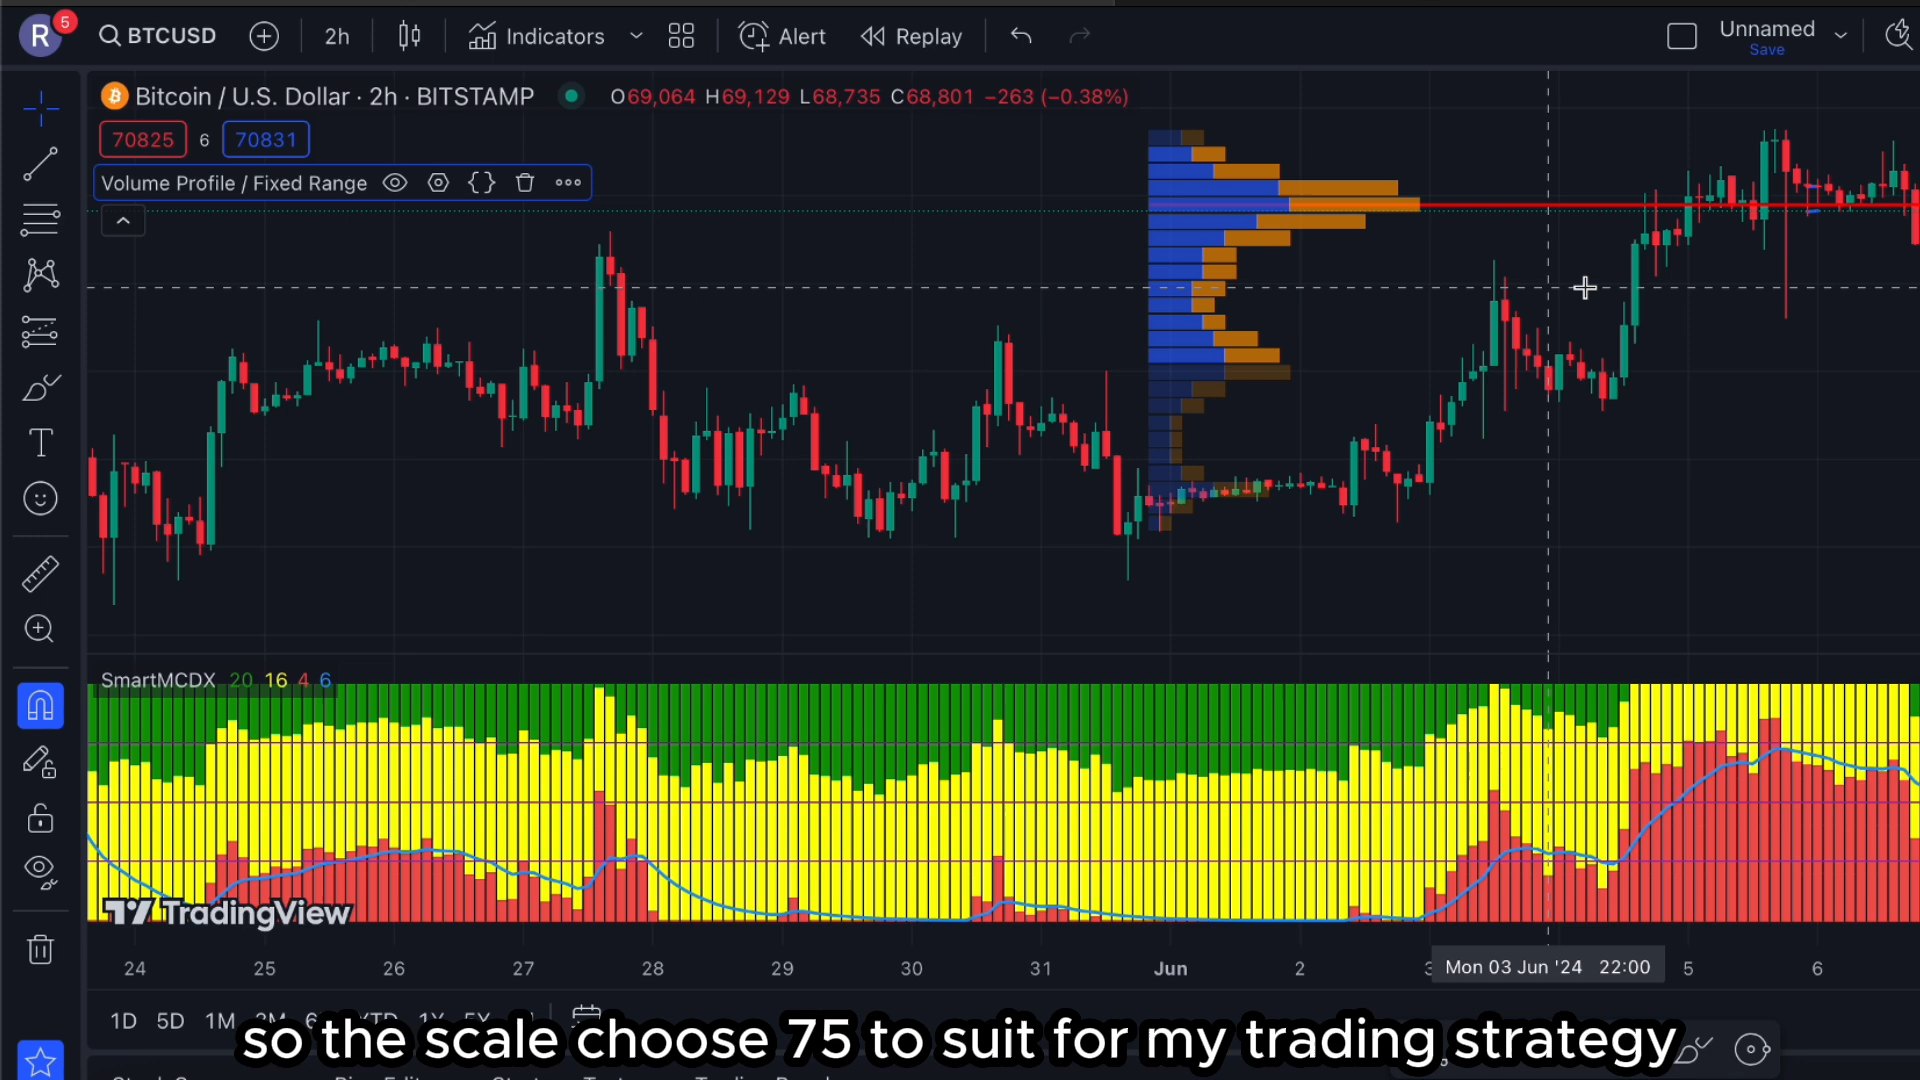 R 5 BTCUSD 2h Indicators Alert Replay Unnamed
Save
Bitcoin / U.S. Dollar · 2h · BITSTAMP O69,064 H69,129 L68,735 C68,801 −263 (−0.38%)
70825 6 70831
Volume Profile / Fixed Range
SmartMCDX 20 16 4 6
TradingView
24 25 26 27 28 29 30 31 Jun 2 3 Mon 03 Jun '24 22:00 5 6
1D 5D 1M
so the scale choose 75 to suit for my trading strategy